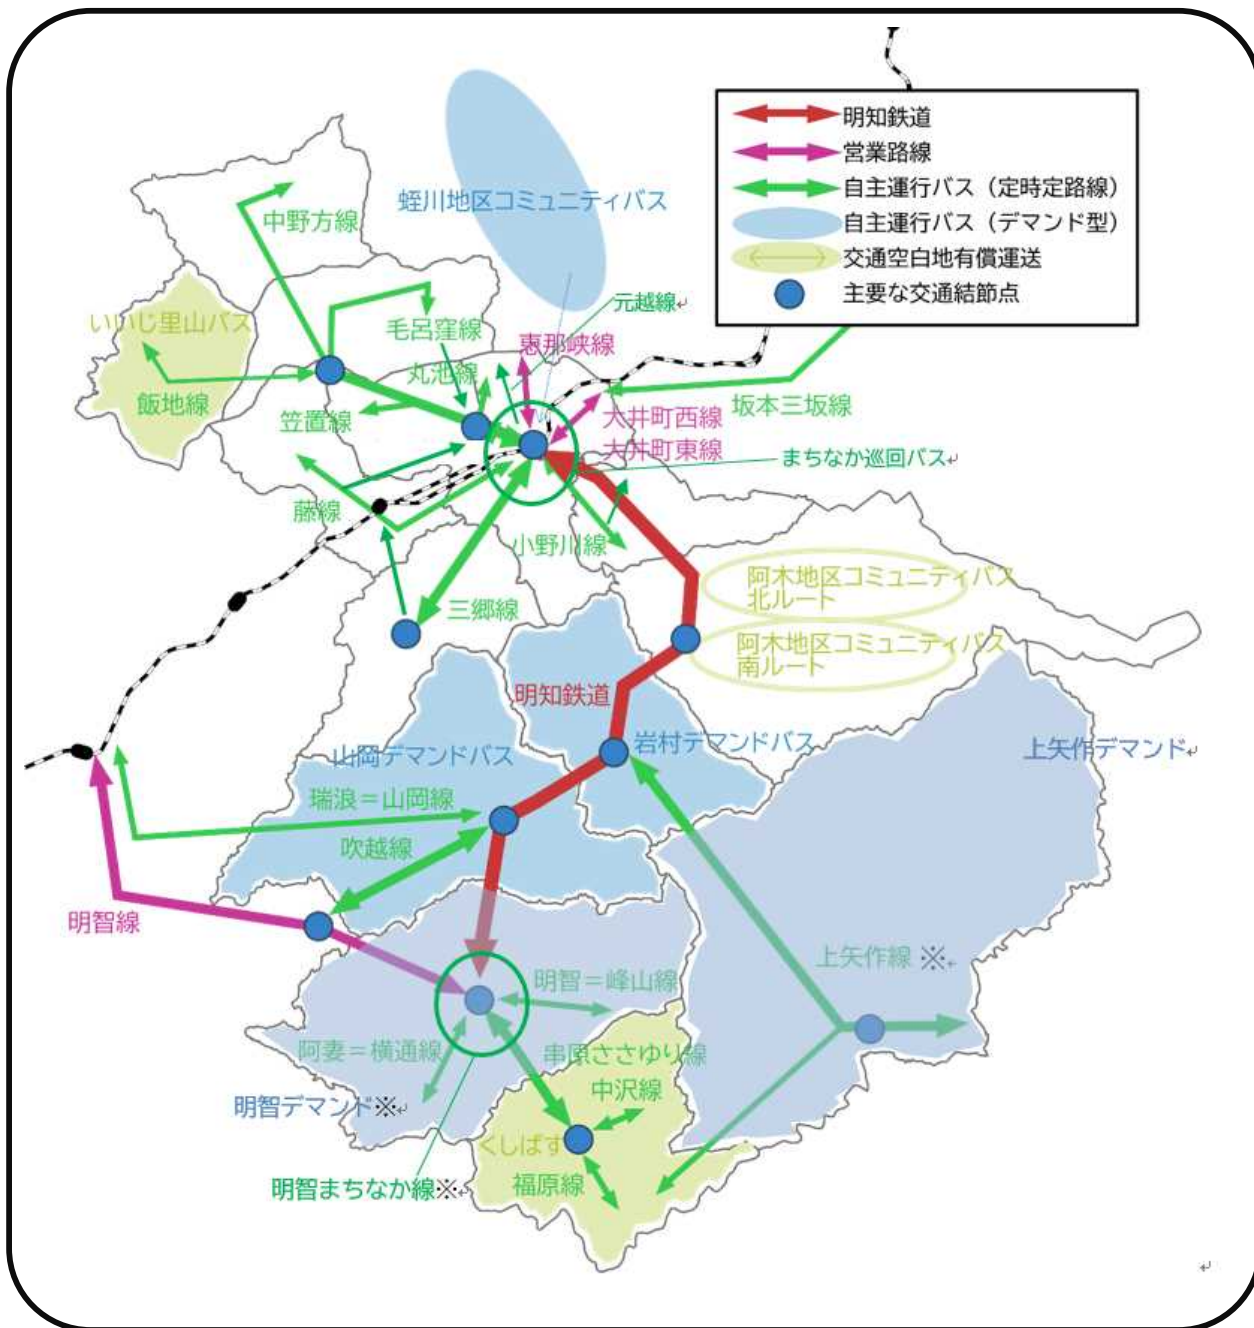 明知鉄道
営業路線
自主運行バス（定時定路線）
自主運行バス（デマンド型）
交通空白地有償運送
主要な交通結節点
蛭川地区コミュニティバス
中野方線
元越線
いいじ里山バス
毛呂窪線
恵那峡線
丸池線
飯地線
笠置線
大井町西線
坂本三坂線
大井町東線
まちなか巡回バス
藤線
小野川線
阿木地区コミュニティバス
北ルート
三郷線
阿木地区コミュニティバス
南ルート
明知鉄道
山岡デマンドバス
岩村デマンドバス
上矢作デマンド
瑞浪＝山岡線
吹越線
明智線
上矢作線 ※
明智＝峰山線
阿妻＝横通線
串原ささゆり線
中沢線
明智デマンド※
くしばす
福原線
明智まちなか線※